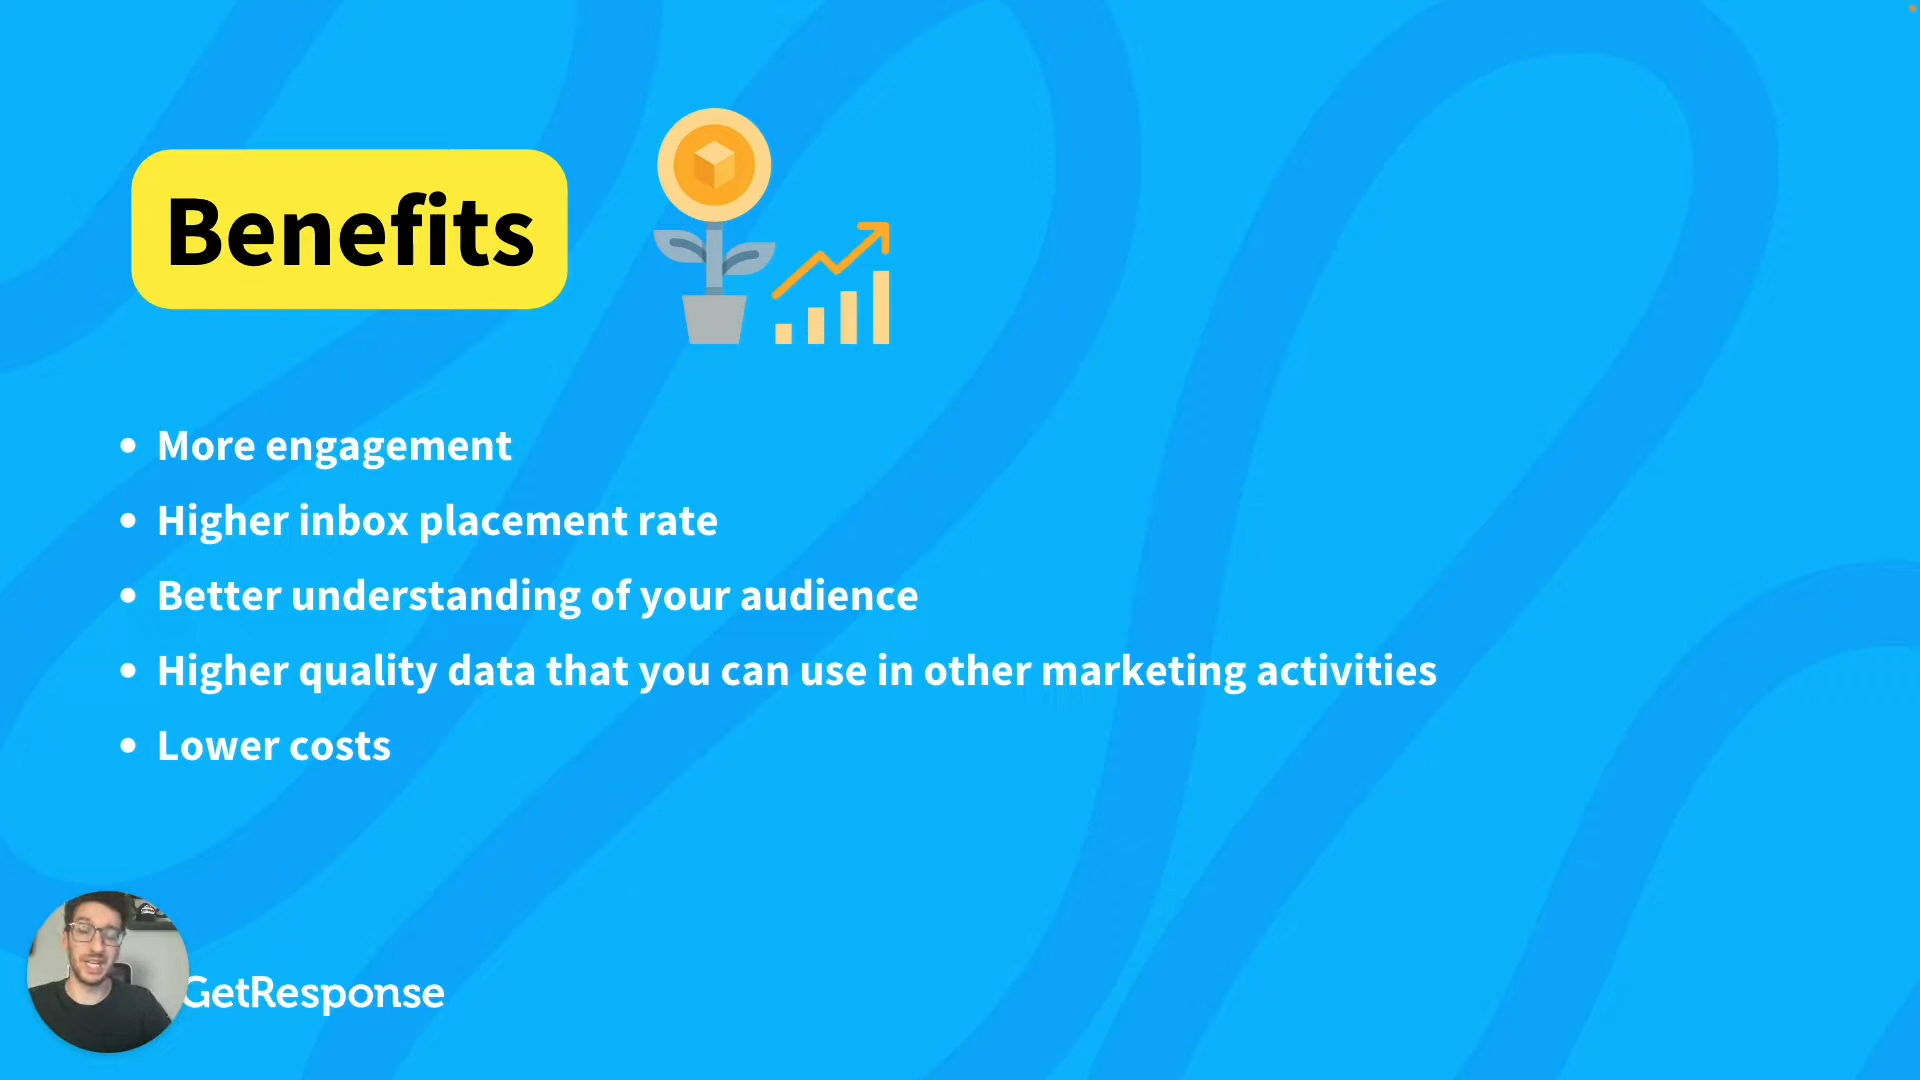 Benefits
• More engagement
• Higher inbox placement rate
• Better understanding of your audience
• Higher quality data that you can use in other marketing activities
• Lower costs
GetResponse